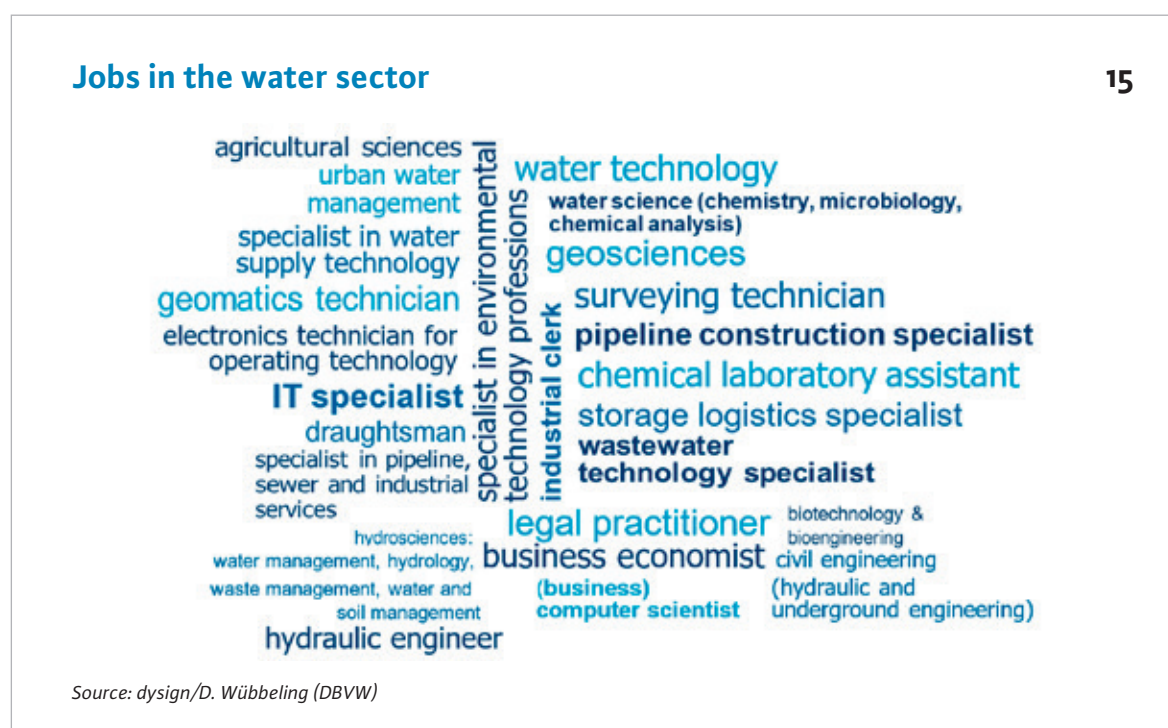 Jobs in the water sector
15
agricultural sciences
urban water
management
specialist in water
supply technology
geomatics technician
electronics technician for
operating technology
IT specialist
draughtsman
specialist in pipeline,
sewer and industrial
services
specialist in environmental
technology professions
industrial clerk
water technology
water science (chemistry, microbiology,
chemical analysis)
geosciences
surveying technician
pipeline construction specialist
chemical laboratory assistant
storage logistics specialist
wastewater
technology specialist
legal practitioner
biotechnology &
bioengineering
hydrosciences:
water management, hydrology,
waste management, water and
soil management
business economist
civil engineering
(hydraulic and
underground engineering)
(business)
computer scientist
hydraulic engineer
Source: dysign/D. Wübbeling (DBVW)